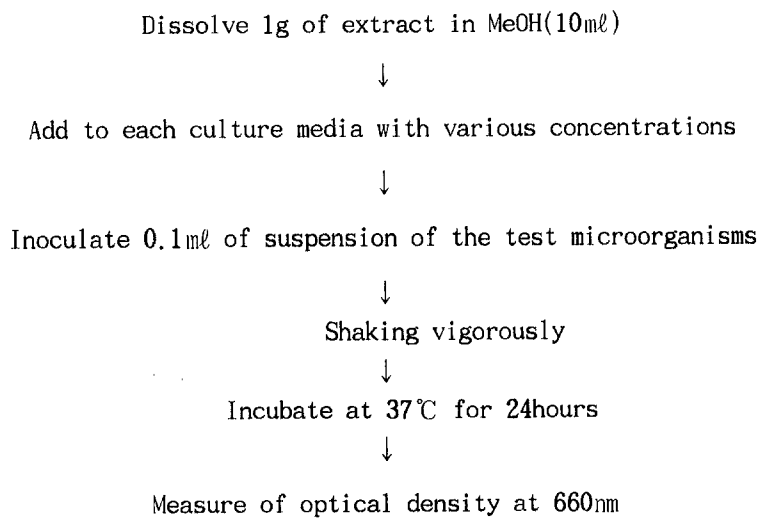 Dissolve 1g of extract in MeOH(10㎖)
↓
Add to each culture media with various concentrations
↓
Inoculate 0.1㎖ of suspension of the test microorganisms
↓
Shaking vigorously
↓
Incubate at 37℃ for 24hours
↓
Measure of optical density at 660nm